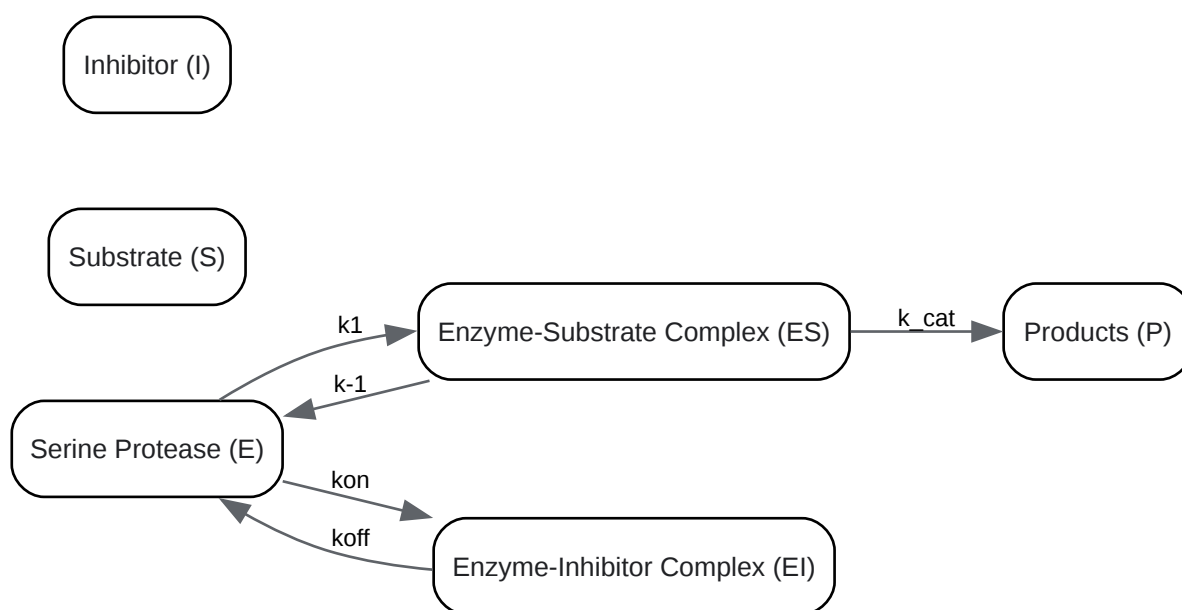 Inhibitor (I)
Substrate (S)
k1
Enzyme-Substrate Complex (ES)
k_cat
Products (P)
k-1
Serine Protease (E)
kon
koff
Enzyme-Inhibitor Complex (EI)